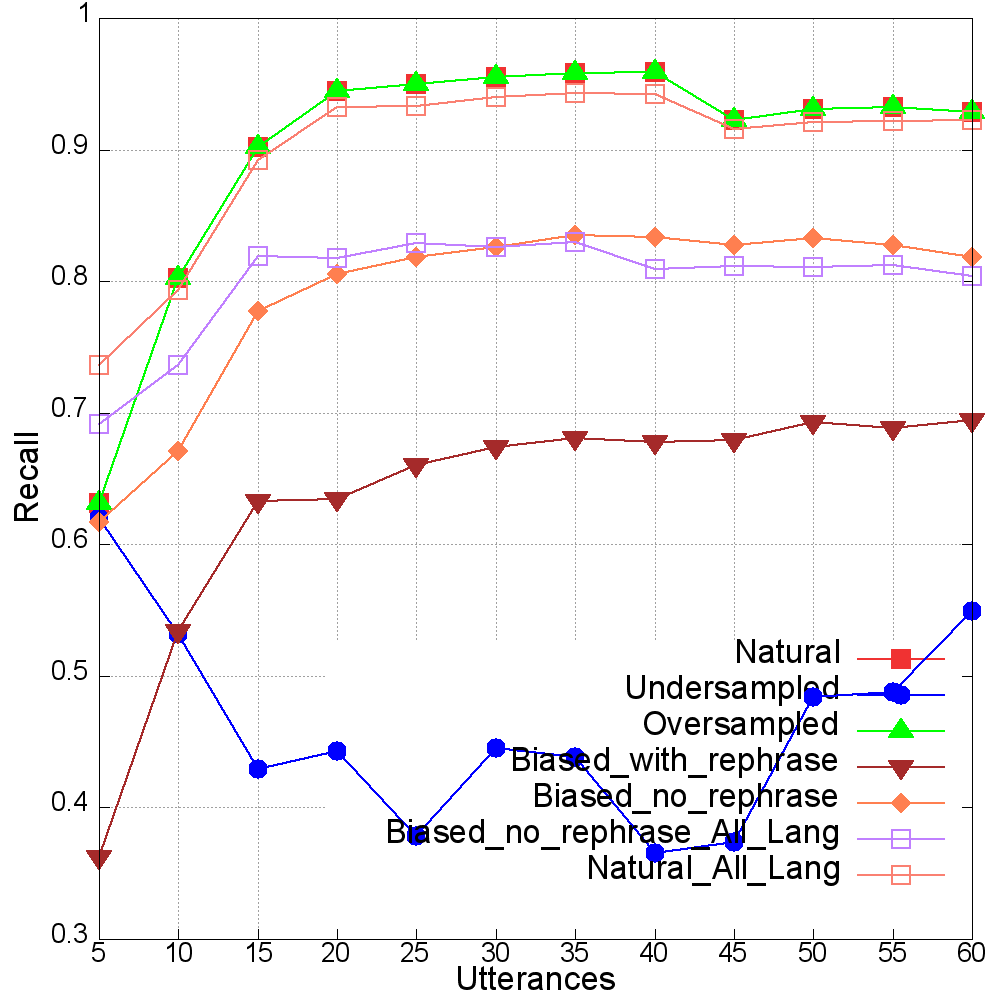 1
0.9
0.8
0.7
0.6
0.5
0.4
0.3
Recall
Natural
Undersampled
Oversampled
Biased_with_rephrase
Biased_no_rephrase
Biased_no_rephrase_All_Lang
Natural_All_Lang
5 10 15 20 25 30 35 40 45 50 55 60
Utterances